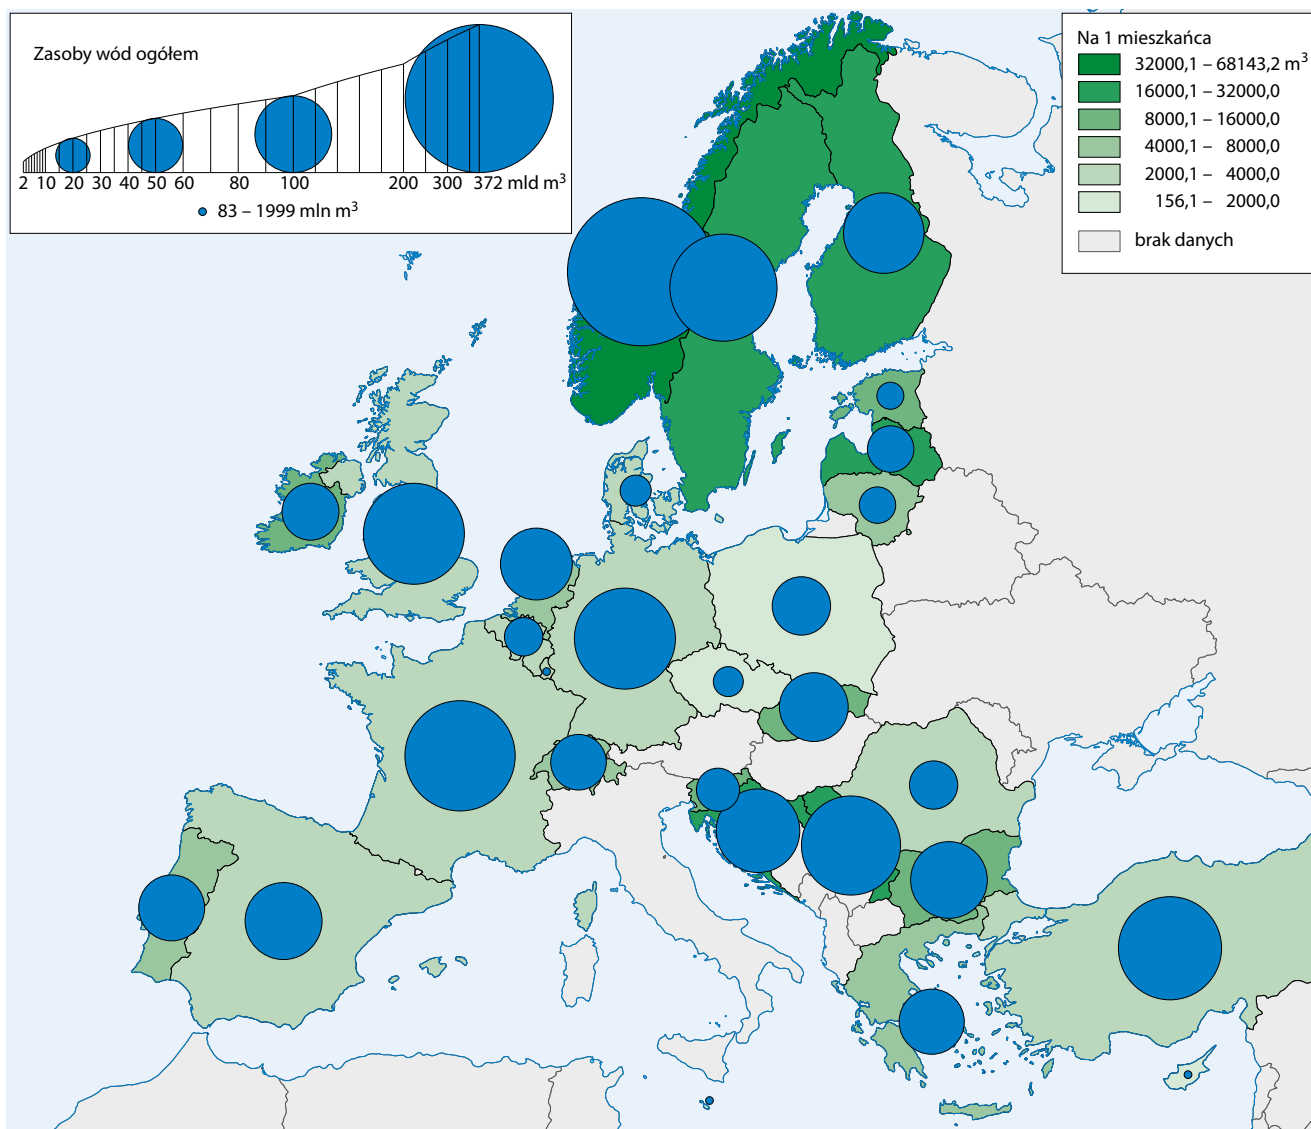 Zasoby wód ogółem
2 10 20 30 40 50 60 80 100 200 300 372 mld m³
83 – 1999 mln m³
Na 1 mieszkańca
32000,1 – 68143,2 m³
16000,1 – 32000,0
8000,1 – 16000,0
4000,1 – 8000,0
2000,1 – 4000,0
156,1 – 2000,0
brak danych